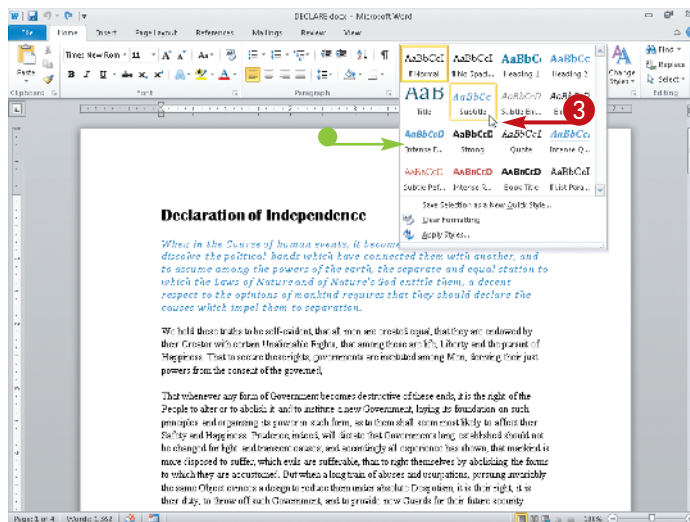 DECLARE.docx - Microsoft Word
File Home Insert Page Layout References Mailings Review View
Times New Rom 11 A A Aa
Paste
B I U abc x, x² A ab A
Clipboard Font Paragraph
AaBbCcI AaBbCcI AaBbC AaBbCc
¶ Normal ¶ No Spac... Heading 1 Heading 2
AaB AaBbCc AaBbCcD
Title Subtitle Subtle Em...
AaBbCcD AaBbCcD AaBbCcI AaBbCcI
Intense E... Strong Quote Intense Q...
AaBbCcD AaBbCcD AaBbCcD AaBbCcI
Subtle Ref... Intense R... Book Title ¶ List Para...
Save Selection as a New Quick Style...
Clear Formatting
Apply Styles...
Change
Styles
Find
Replace
Select
Editing
3
Declaration of Independence
When in the Course of human events, it
dissolve the political bands which have connected them with another, and
to assume among the powers of the earth, the separate and equal station to
which the Laws of Nature and of Nature's God entitle them, a decent
respect to the opinions of mankind requires that they should declare the
causes which impel them to separation.
We hold these truths to be self-evident, that all men are created equal, that they are endowed by
their Creator with certain Unalienable Rights, that among these are life, Liberty and the pursuit of
Happiness. That to secure these rights, governments are instituted among Men, deriving their just
powers from the consent of the governed,
That whenever any form of Government becomes destructive of these ends, it is the right of the
People to alter or to abolish it and to institute a new Government, laying its foundation on such
principles and organizing its power in such form, as to them shall seem most likely to affect their
Safety and Happiness. Prudence, indeed, will dictate that Governments long established should not
be changed for light and transient causes, and accordingly all experience has shown, that mankind is
more disposed to suffer, which evils are sufferable, than to right themselves by abolishing the forms
to which they are accustomed. But when a long train of abuses and usurpations, pursuing invariably
the same Object evinces a design to reduce them under absolute Despotism, it is their right, it is
their duty, to throw off such Government, and to provide new Guards for their future security.
Page: 1 of 4 Words: 1,362